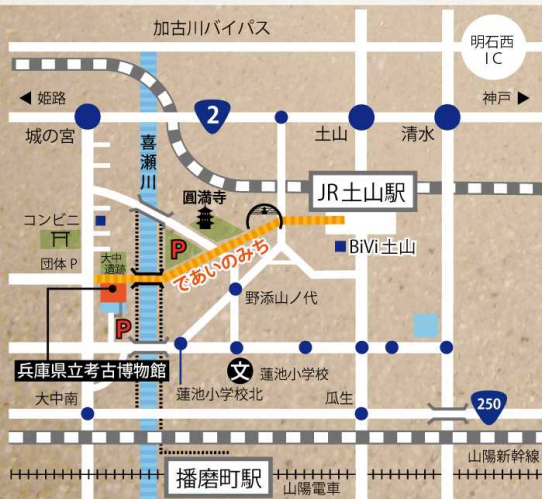 加古川バイパス
明石西
IC
姫路
神戸
2
城の宮
土山
清水
喜瀬川
圓満寺
JR土山駅
コンビニ
団体P
大中
遺跡
P
であいのみち
BiVi土山
野添山ノ代
P
兵庫県立考古博物館
文
蓮池小学校
大中南
蓮池小学校北
瓜生
250
山陽新幹線
播磨町駅
山陽電車